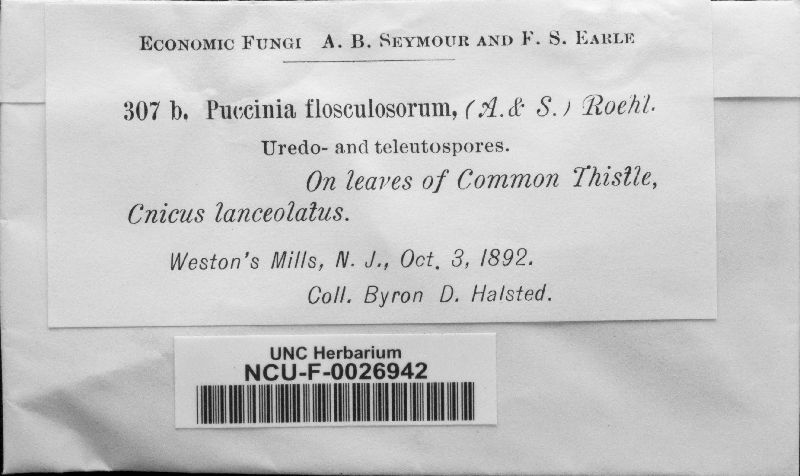 Economic Fungi A. B. Seymour and F. S. Earle
307 b. Puccinia flosculosorum, (A. & S.) Roehl.
Uredo- and teleutospores.
On leaves of Common Thistle,
Cnicus lanceolatus.
Weston's Mills, N. J., Oct. 3, 1892.
Coll. Byron D. Halsted.
UNC Herbarium
NCU-F-0026942